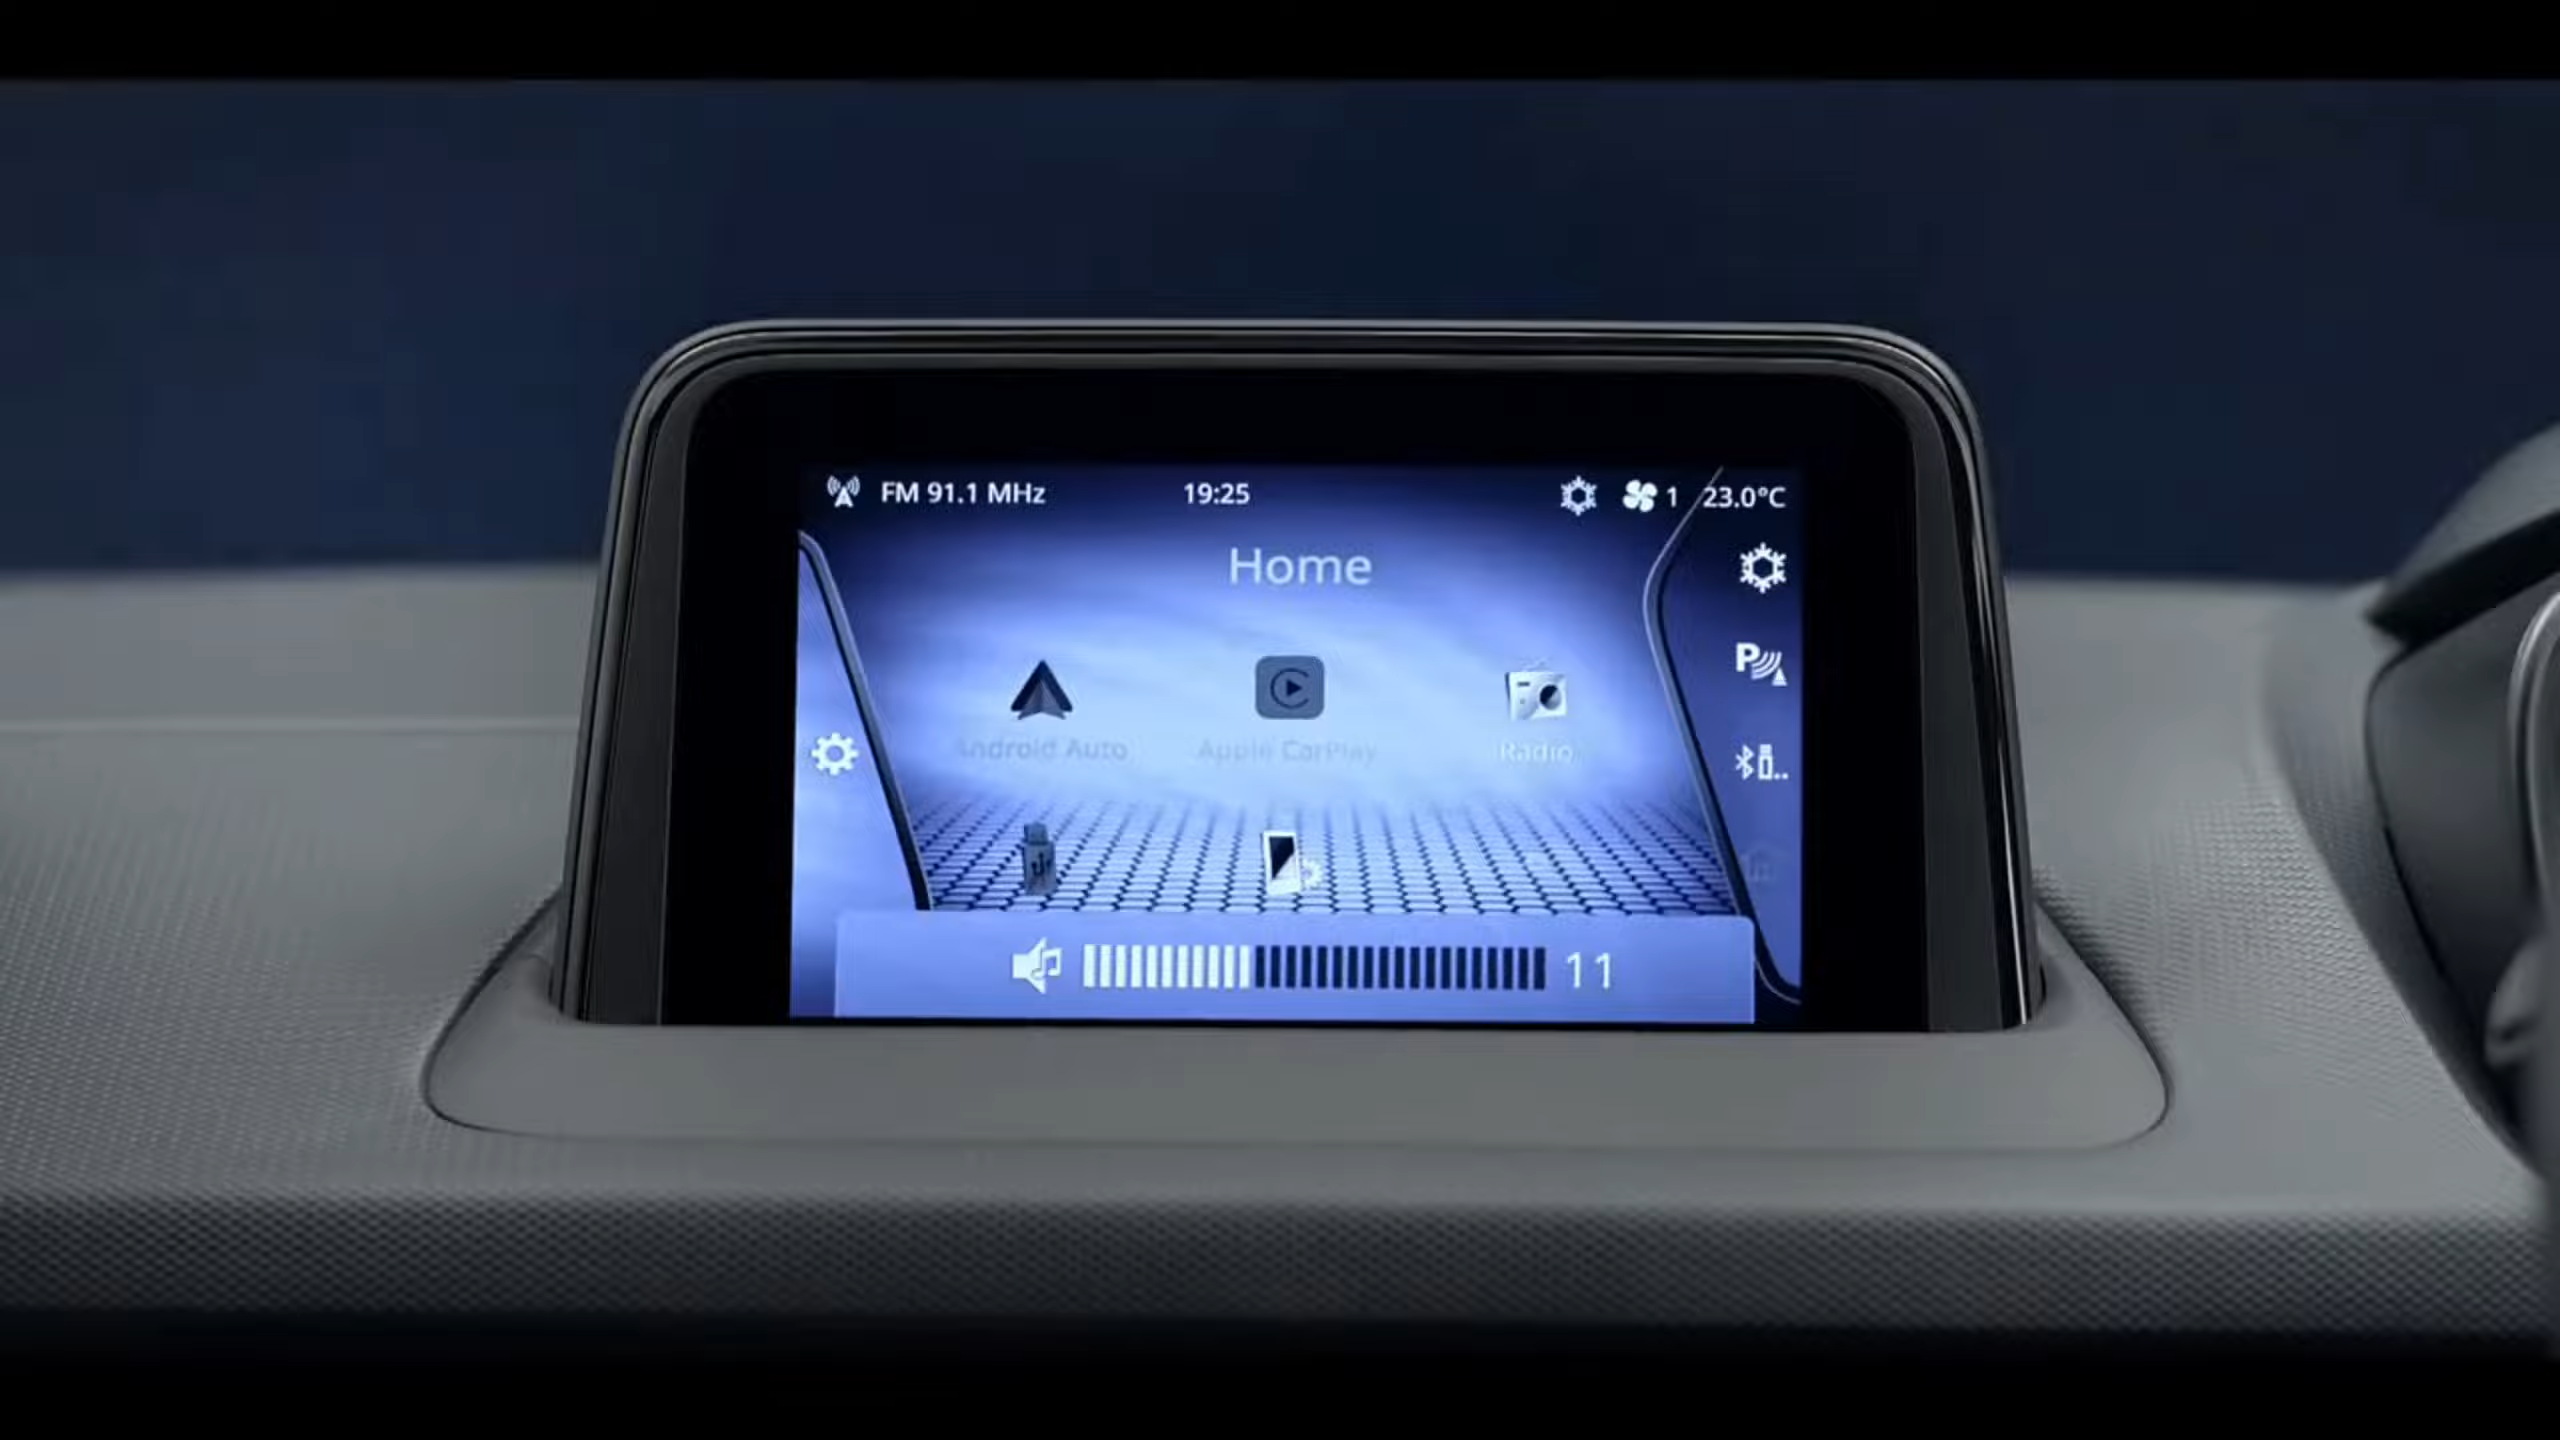 FM 91.1 MHz
19:25
1
23.0°C
Home
Android Auto
Apple CarPlay
Radio
P
11